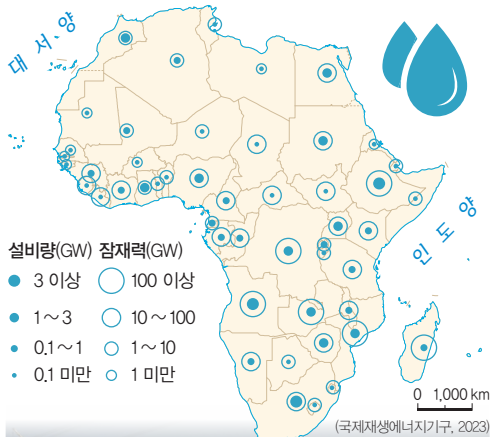 대 서 양
인 도 양
설비량(GW) 잠재력(GW)
3 이상 100 이상
1～3 10～100
0.1～1 1～10
0.1 미만 1 미만
0 1,000 km
(국제재생에너지기구, 2023)